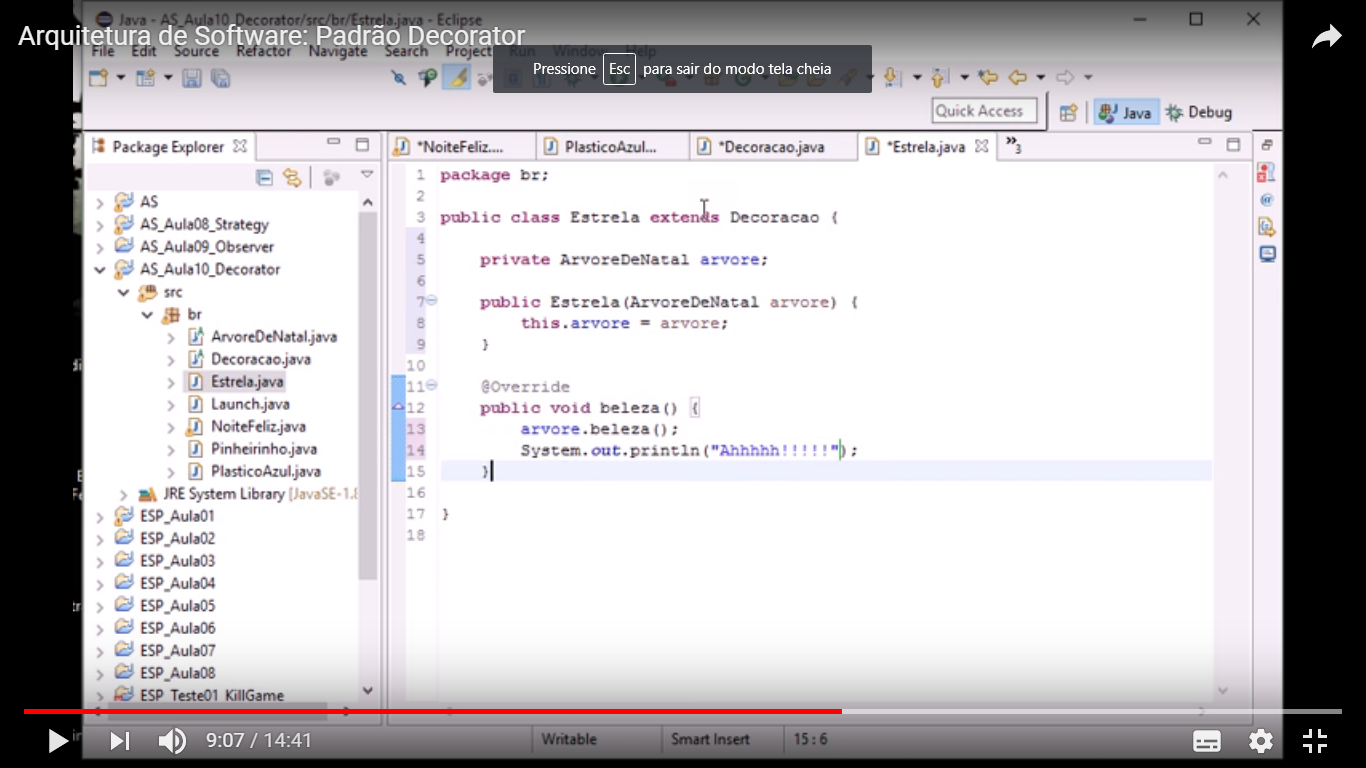 Java - AS_Aula10_Decorator/src/br/Estrela.java - Eclipse
Arquitetura de Software: Padrão Decorator
File Edit Source Refactor Navigate Search Project Run Window Help
Pressione Esc para sair do modo tela cheia
Quick Access
Java
Debug
Package Explorer
*NoiteFeliz....
PlasticoAzul...
*Decoracao.java
*Estrela.java
»3
AS
AS_Aula08_Strategy
AS_Aula09_Observer
AS_Aula10_Decorator
src
br
ArvoreDeNatal.java
Decoracao.java
Estrela.java
Launch.java
NoiteFeliz.java
Pinheirinho.java
PlasticoAzul.java
JRE System Library [JavaSE-1.8
ESP_Aula01
ESP_Aula02
ESP_Aula03
ESP_Aula04
ESP_Aula05
ESP_Aula06
ESP_Aula07
ESP_Aula08
ESP_Teste01_KillGame
1 package br;
2
3 public class Estrela extends Decoracao {
4
5 private ArvoreDeNatal arvore;
6
7 public Estrela(ArvoreDeNatal arvore) {
8 this.arvore = arvore;
9 }
10
11 @Override
12 public void beleza() {
13 arvore.beleza();
14 System.out.println("Ahhhhh!!!!!");
15 }
16
17 }
18
9:07 / 14:41
Writable
Smart Insert
15 : 6